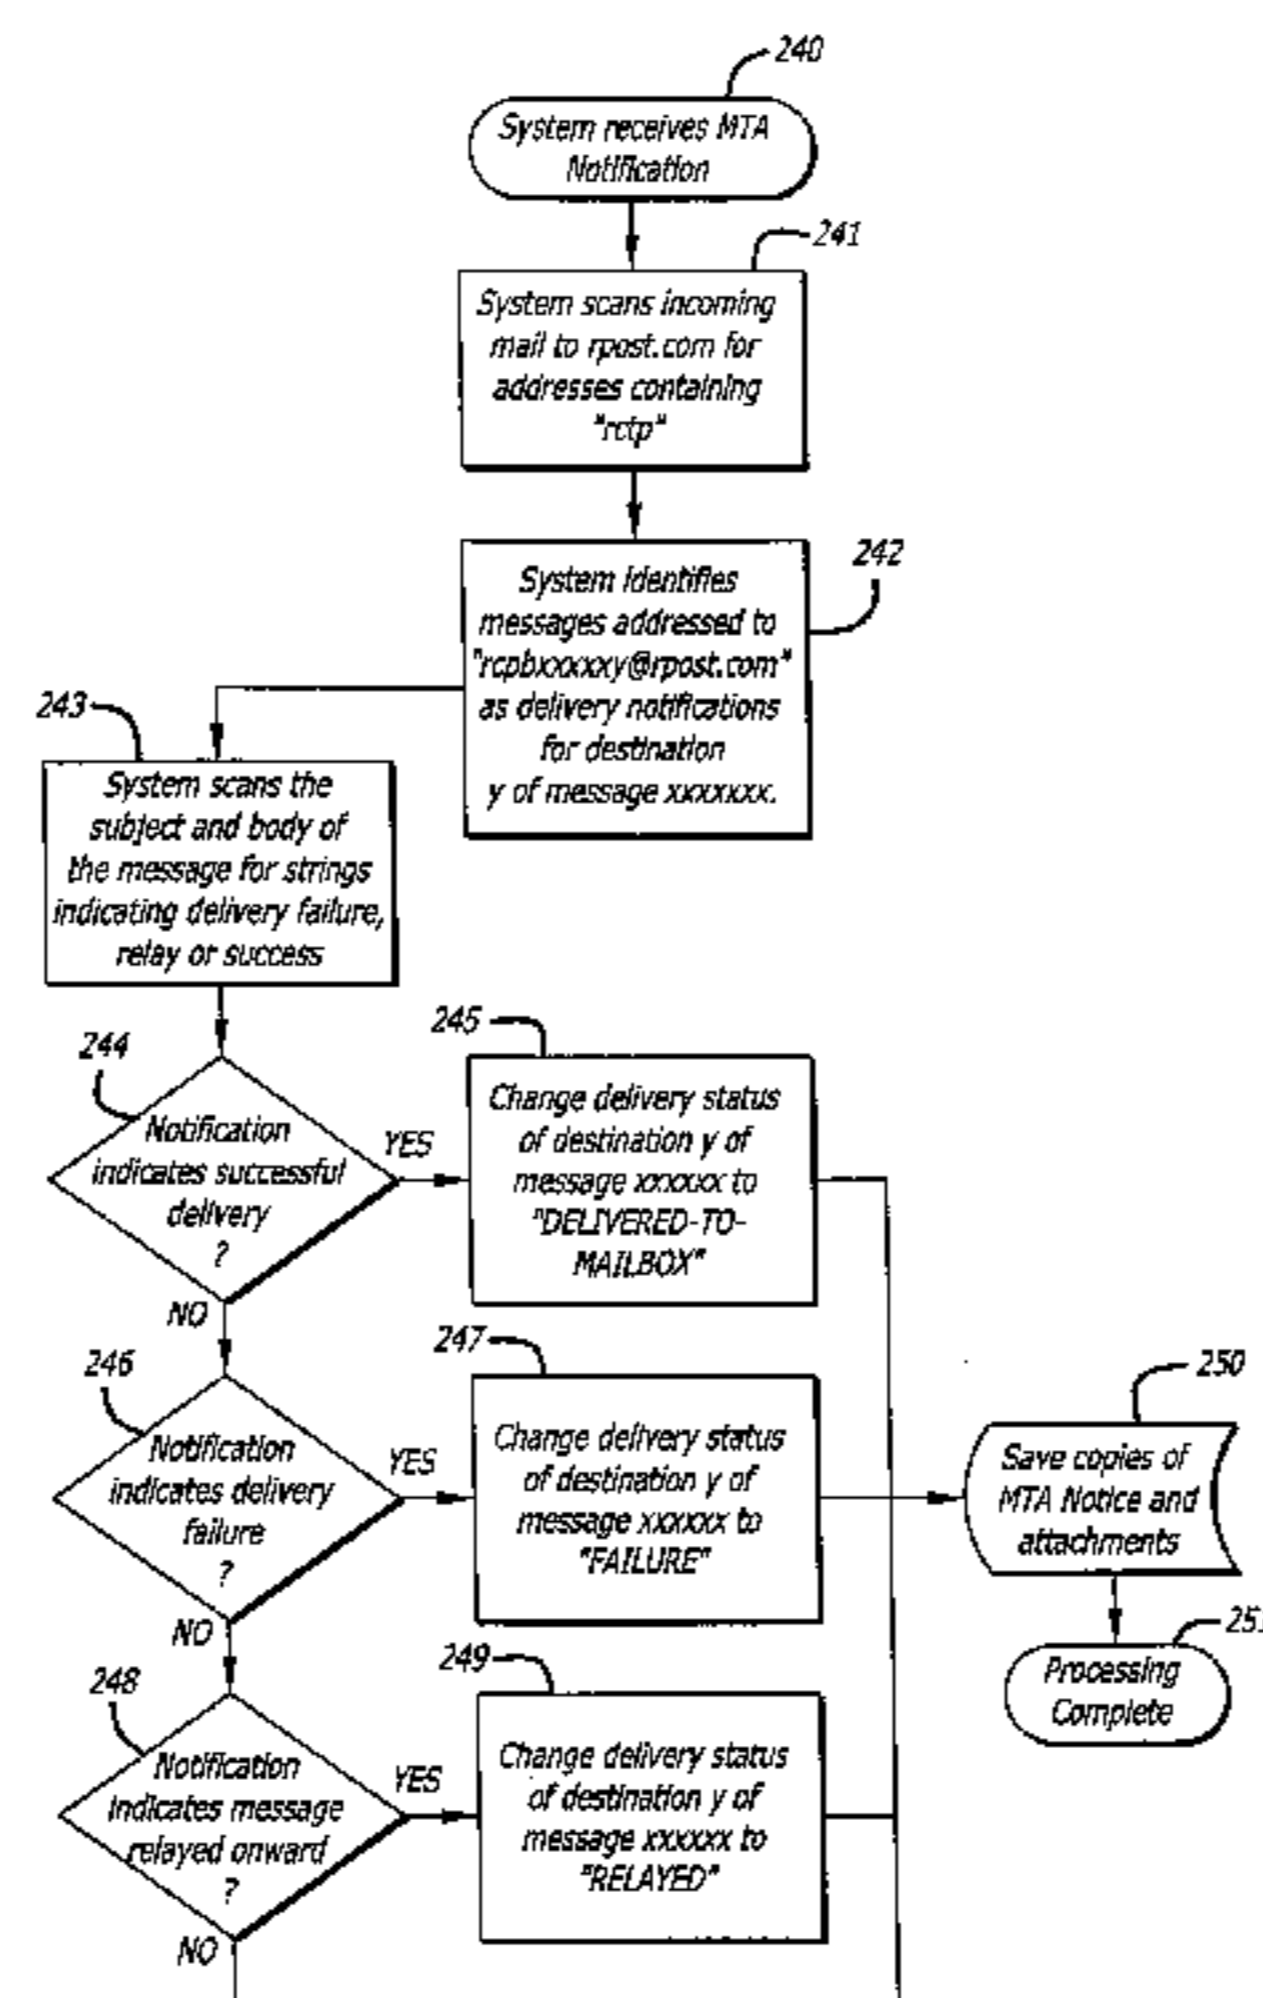 240
System receives MTA
Notification
241
System scans incoming
mail to rpost.com for
addresses containing
"rctp"
242
System identifies
messages addressed to
"rcpbxxxxxxy@rpost.com"
as delivery notifications
for destination
y of message xxxxxxx.
243
System scans the
subject and body of
the message for strings
indicating delivery failure,
relay or success
244
Notification
indicates successful
delivery
?
YES
NO
245
Change delivery status
of destination y of
message xxxxxx to
"DELIVERED-TO-
MAILBOX"
246
Notification
indicates delivery
failure
?
YES
NO
247
Change delivery status
of destination y of
message xxxxxx to
"FAILURE"
250
Save copies of
MTA Notice and
attachments
251
Processing
Complete
248
Notification
indicates message
relayed onward
?
YES
NO
249
Change delivery status
of destination y of
message xxxxxx to
"RELAYED"